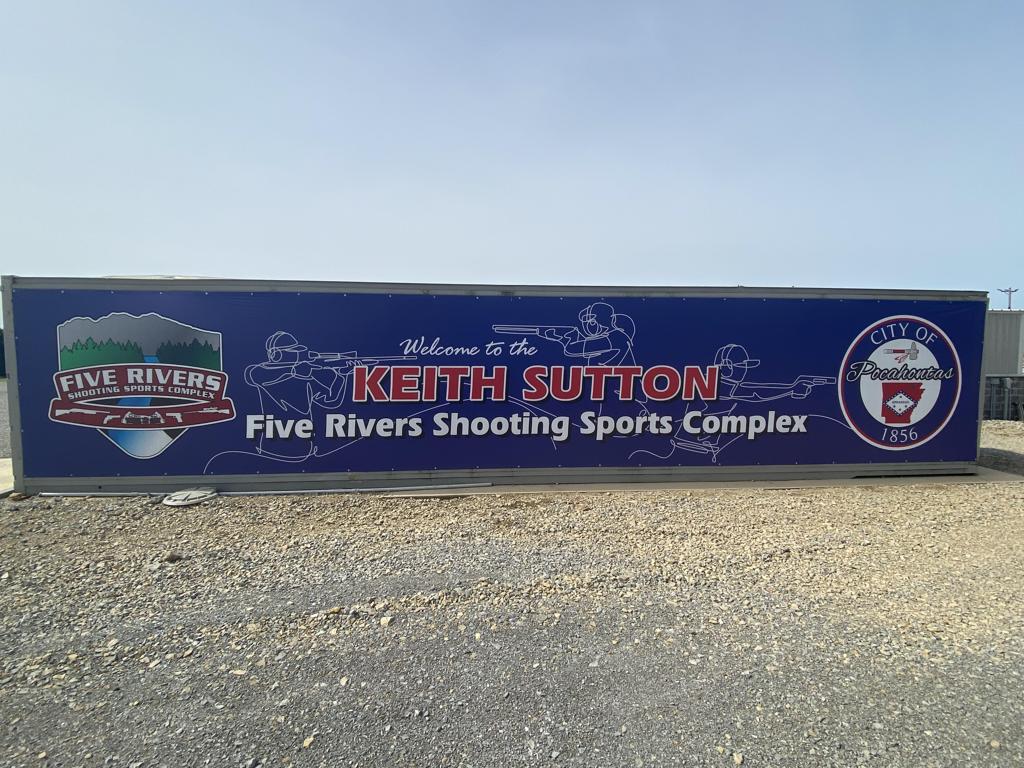 FIVE RIVERS
SHOOTING SPORTS COMPLEX
Welcome to the
KEITH SUTTON
Five Rivers Shooting Sports Complex
CITY OF
Pocahontas
1856